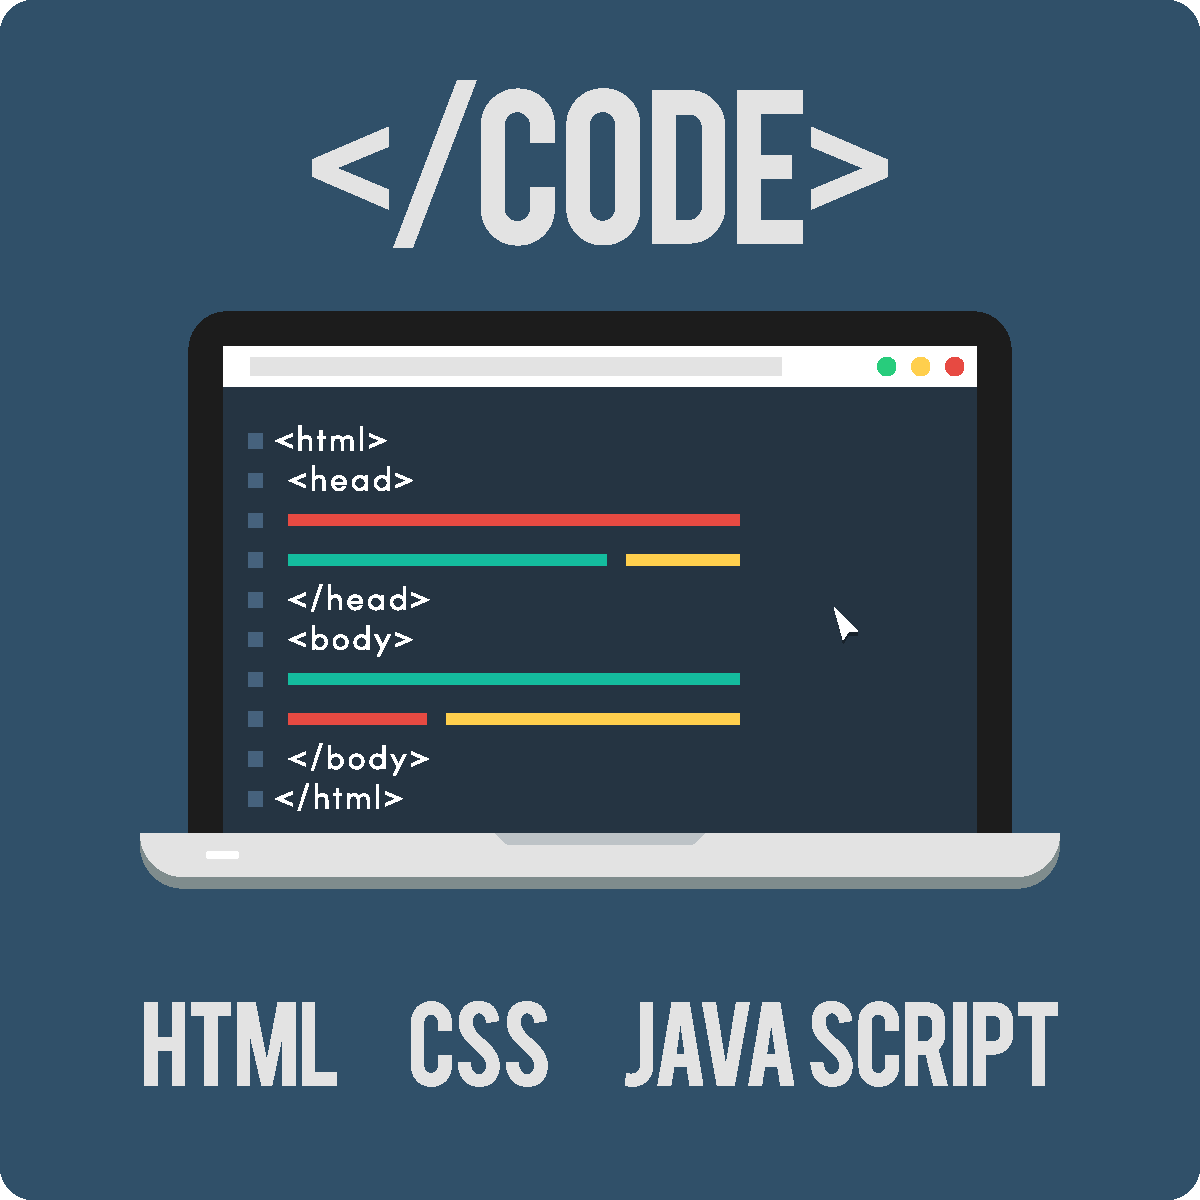 </CODE>
<html>
<head>
</head>
<body>
</body>
</html>
HTML CSS JAVA SCRIPT